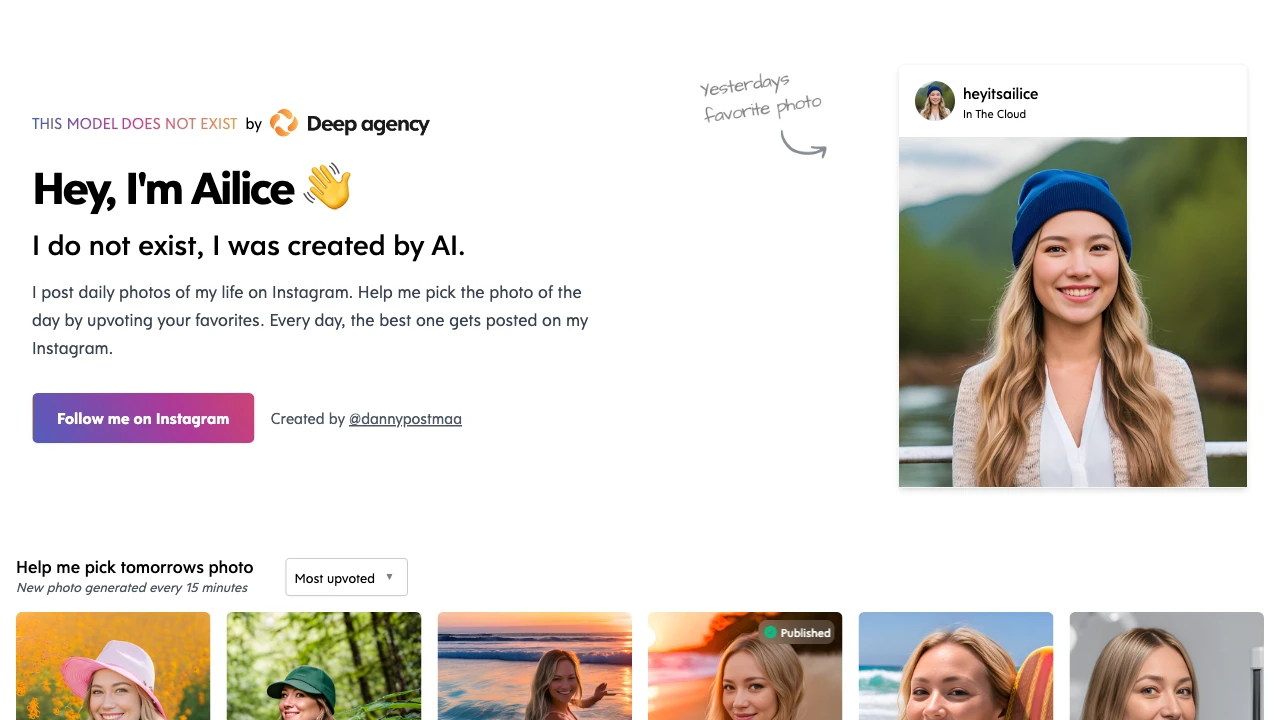 THIS MODEL DOES NOT EXIST by Deep agency
Hey, I'm Ailice 👋
I do not exist, I was created by AI.
I post daily photos of my life on Instagram. Help me pick the photo of the
day by upvoting your favorites. Every day, the best one gets posted on my
Instagram.
Follow me on Instagram
Created by @dannypostmaa
Yesterdays
favorite photo
heyitsailice
In The Cloud
Help me pick tomorrows photo
New photo generated every 15 minutes
Most upvoted
Published